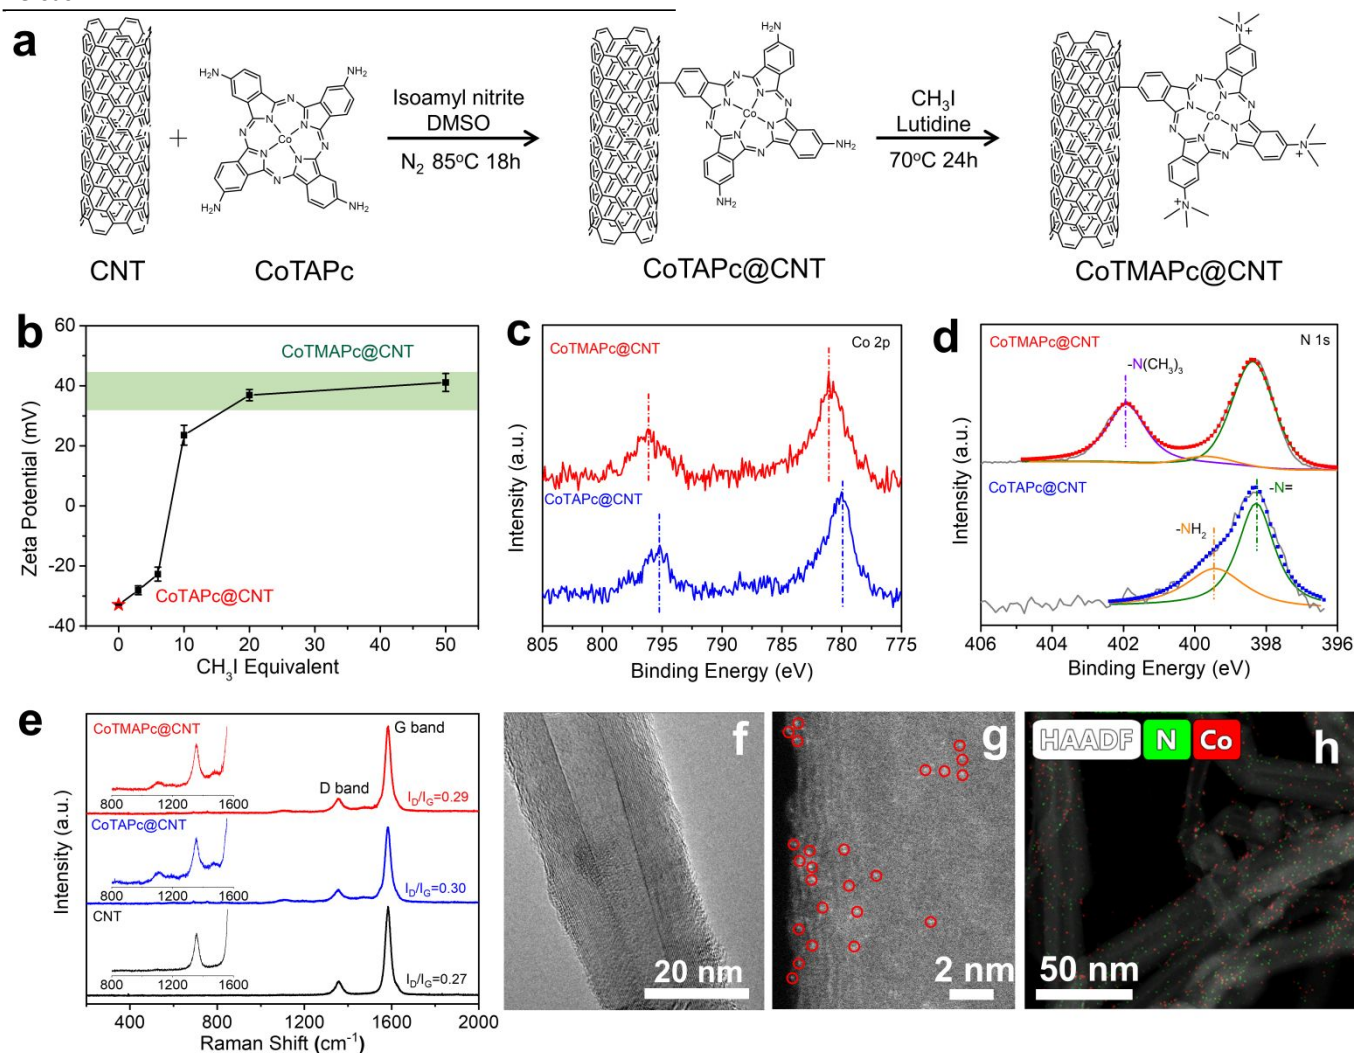 a
H₂N
NH₂
N
N
N
N
N
Co
N
N
N
H₂N
NH₂
+
Isoamyl nitrite
DMSO
N₂ 85°C 18h
H₂N
N
N
N
N
N
Co
N
N
N
NH₂
NH₂
CH₃I
Lutidine
70°C 24h
N
+
N
N
N
N
N
Co
N
N
N
N
+
N
+
CNT
CoTAPc
CoTAPc@CNT
CoTMAPc@CNT
b
60
40
20
0
-20
-40
Zeta Potential (mV)
CoTMAPc@CNT
CoTAPc@CNT
0 10 20 30 40 50
CH₃I Equivalent
c
CoTMAPc@CNT
Co 2p
CoTAPc@CNT
Intensity (a.u.)
805 800 795 790 785 780 775
Binding Energy (eV)
d
CoTMAPc@CNT
N 1s
-N(CH₃)₃
CoTAPc@CNT
-N=
-NH₂
Intensity (a.u.)
406 404 402 400 398 396
Binding Energy (eV)
e
CoTMAPc@CNT
G band
D band
800 1200 1600
I_D/I_G=0.29
CoTAPc@CNT
800 1200 1600
I_D/I_G=0.30
CNT
800 1200 1600
I_D/I_G=0.27
Intensity (a.u.)
400 800 1200 1600 2000
Raman Shift (cm⁻¹)
f
20 nm
g
2 nm
HAADF N Co
h
50 nm